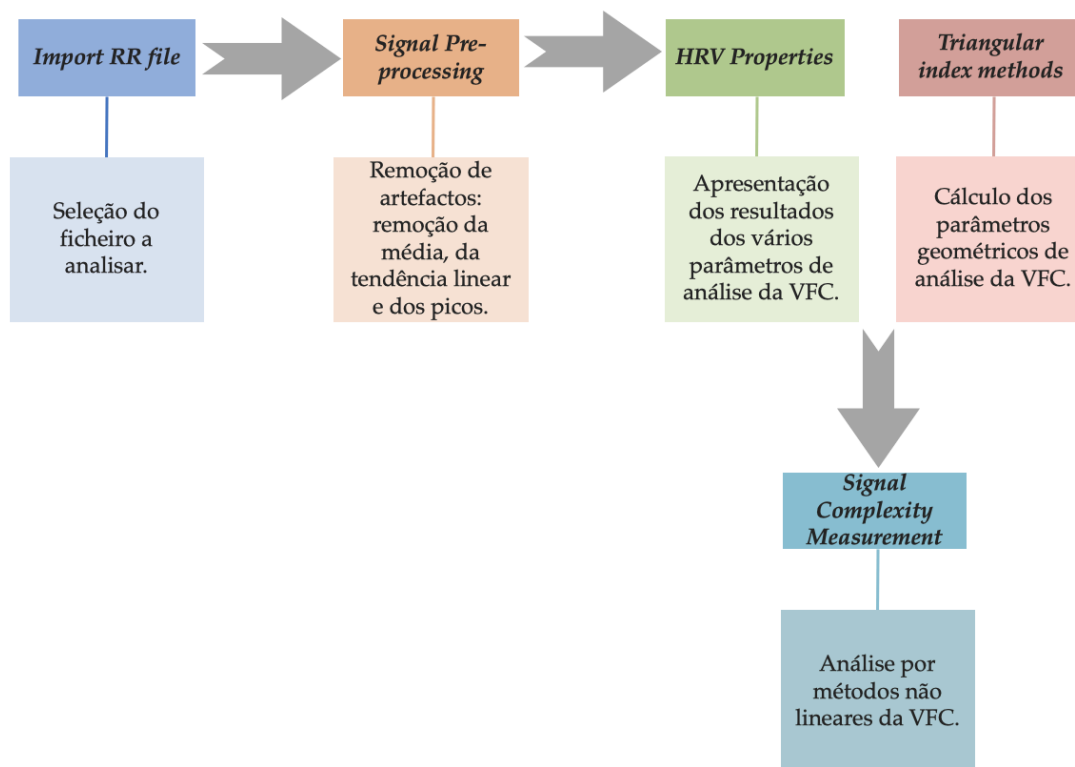 Import RR file
Seleção do
ficheiro a
analisar.
Signal Pre-
processing
Remoção de
artefactos:
remoção da
média, da
tendência linear
e dos picos.
HRV Properties
Apresentação
dos resultados
dos vários
parâmetros de
análise da VFC.
Triangular
index methods
Cálculo dos
parâmetros
geométricos de
análise da VFC.
Signal
Complexity
Measurement
Análise por
métodos não
lineares da VFC.